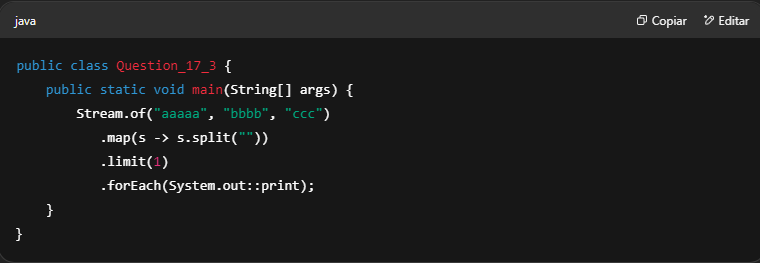 java Copiar Editar
public class Question_17_3 {
    public static void main(String[] args) {
        Stream.of("aaaaa", "bbbb", "ccc")
            .map(s -> s.split(""))
            .limit(1)
            .forEach(System.out::print);
    }
}